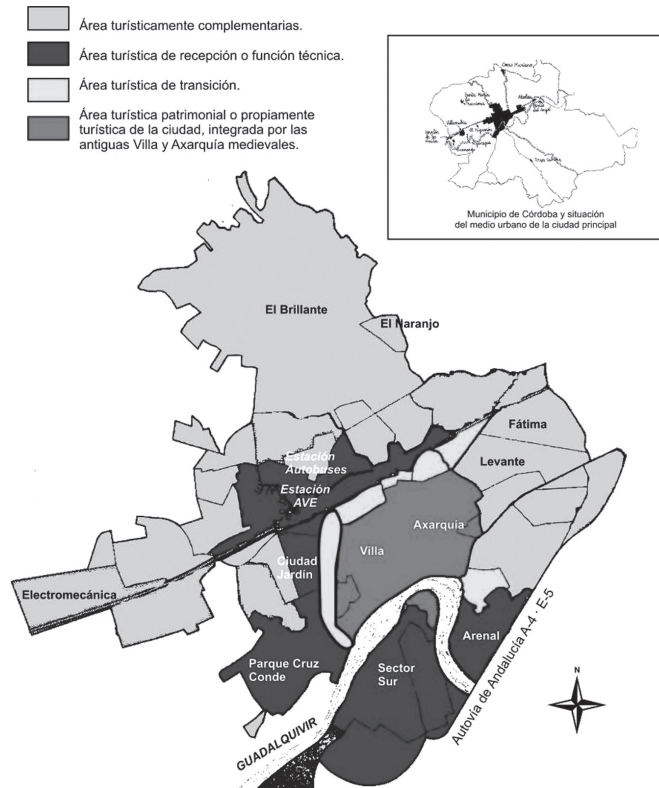 Área turísticamente complementarias.
Área turística de recepción o función técnica.
Área turística de transición.
Área turística patrimonial o propiamente
turística de la ciudad, integrada por las
antiguas Villa y Axarquía medievales.
Municipio de Córdoba y situación
del medio urbano de la ciudad principal
El Brillante
El Naranjo
Fátima
Estación
Autobuses
Levante
Estación
AVE
Axarquía
Villa
Ciudad
Jardín
Electromecánica
Arenal
Parque Cruz
Conde
Sector
Sur
GUADALQUIVIR
Autovía de Andalucía A-4 · E-5
N